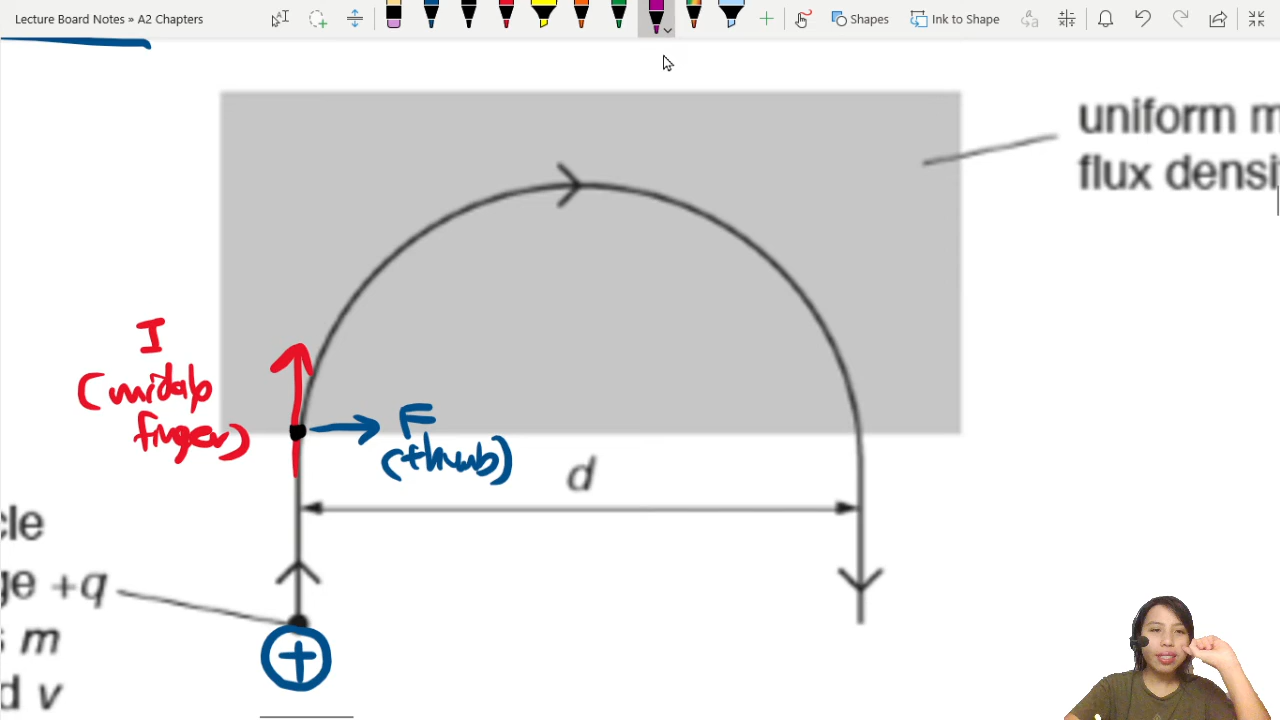 Lecture Board Notes » A2 Chapters
Shapes
Ink to Shape
uniform m
flux densi
I
(middle
finger)
F
(thumb)
d
cle
ge +q
s m
d v
+